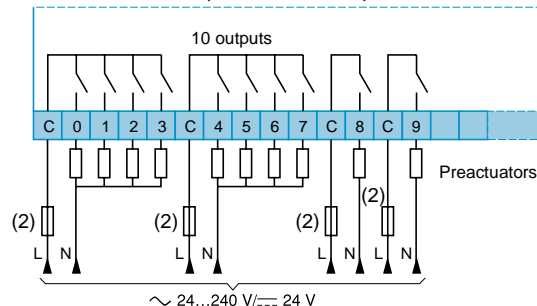 10 outputs
C 0 1 2 3 C 4 5 6 7 C 8 C 9
Preactuators
(2) (2) (2) (2)
L N L N L N L N
24...240 V/ 24 V